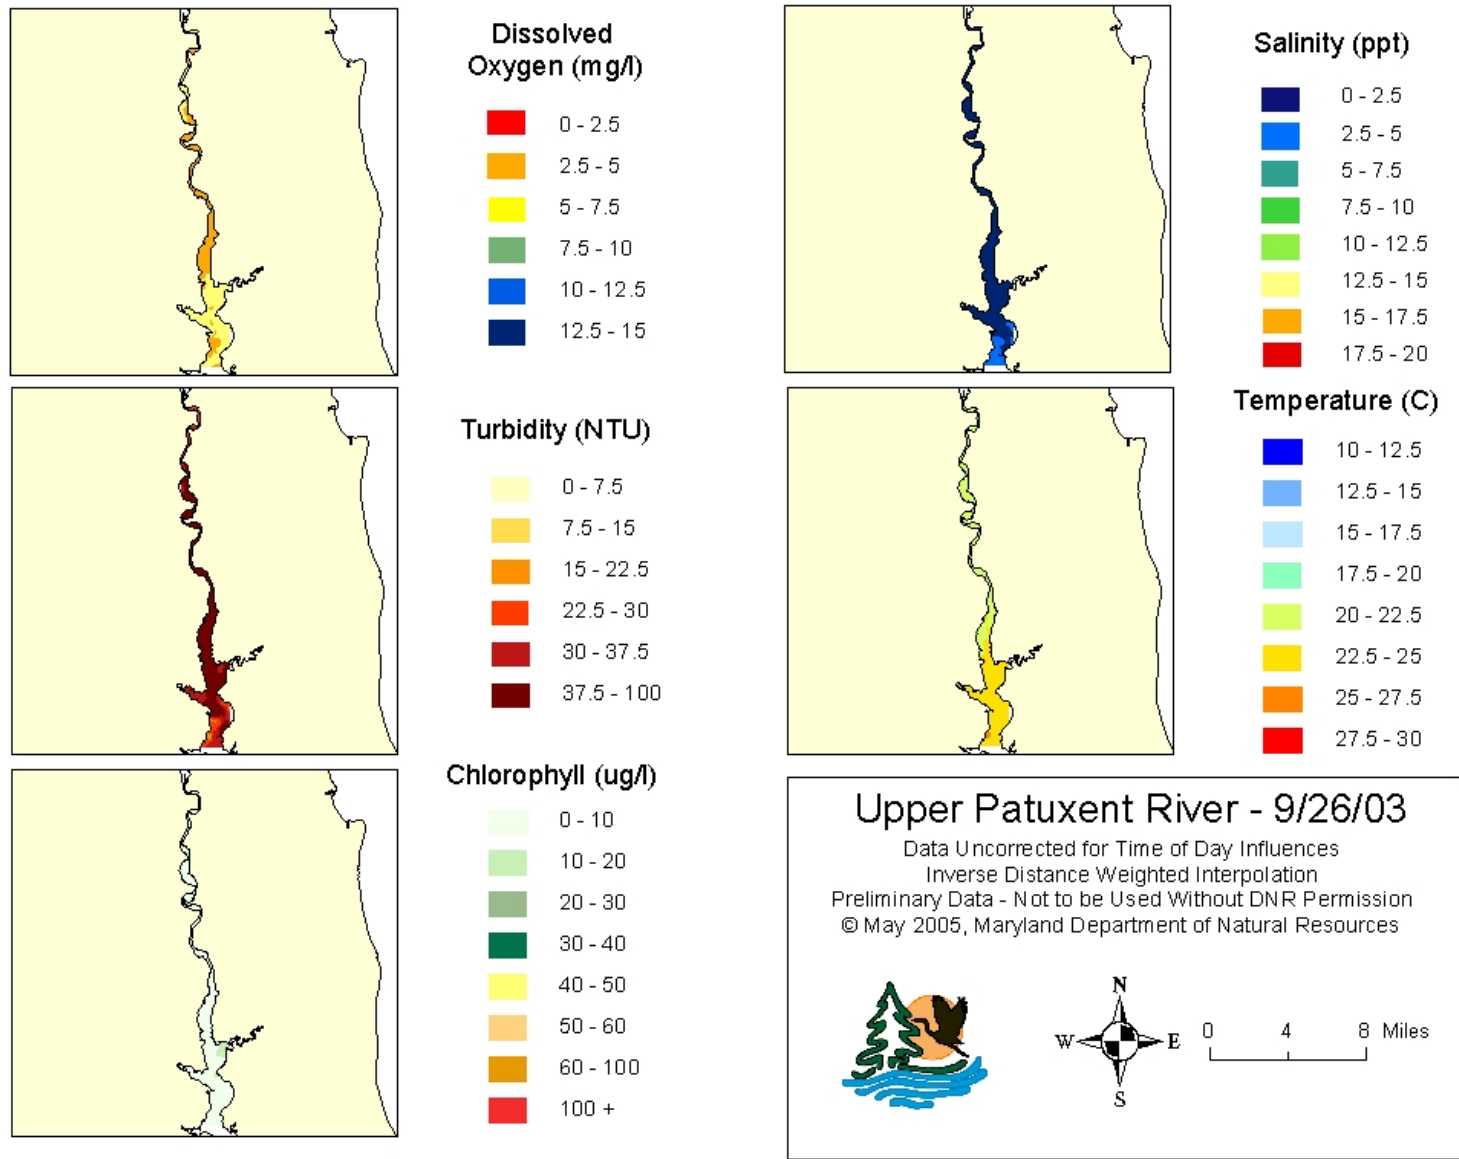 Dissolved
Oxygen (mg/l)
0 - 2.5
2.5 - 5
5 - 7.5
7.5 - 10
10 - 12.5
12.5 - 15
Salinity (ppt)
0 - 2.5
2.5 - 5
5 - 7.5
7.5 - 10
10 - 12.5
12.5 - 15
15 - 17.5
17.5 - 20
Turbidity (NTU)
0 - 7.5
7.5 - 15
15 - 22.5
22.5 - 30
30 - 37.5
37.5 - 100
Temperature (C)
10 - 12.5
12.5 - 15
15 - 17.5
17.5 - 20
20 - 22.5
22.5 - 25
25 - 27.5
27.5 - 30
Chlorophyll (ug/l)
0 - 10
10 - 20
20 - 30
30 - 40
40 - 50
50 - 60
60 - 100
100 +
Upper Patuxent River - 9/26/03
Data Uncorrected for Time of Day Influences
Inverse Distance Weighted Interpolation
Preliminary Data - Not to be Used Without DNR Permission
© May 2005, Maryland Department of Natural Resources
N
W E
S
0 4 8 Miles